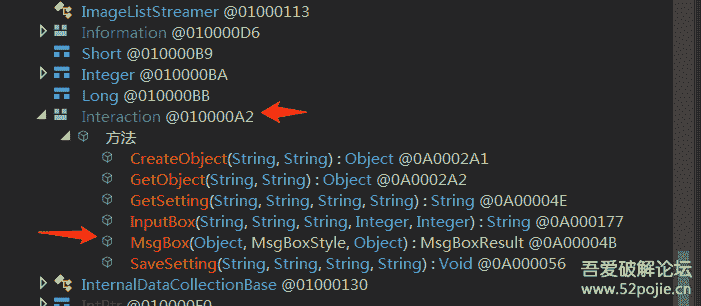 ImageListStreamer @01000113
Information @010000D6
Short @010000B9
Integer @010000BA
Long @010000BB
Interaction @010000A2
方法
CreateObject(String, String) : Object @0A0002A1
GetObject(String, String) : Object @0A0002A2
GetSetting(String, String, String, String) : String @0A00004E
InputBox(String, String, String, Integer, Integer) : String @0A000177
MsgBox(Object, MsgBoxStyle, Object) : MsgBoxResult @0A00004B
SaveSetting(String, String, String, String) : Void @0A000056
InternalDataCollectionBase @01000130
IntPtr @010000F0
吾爱破解论坛
www.52pojie.cn